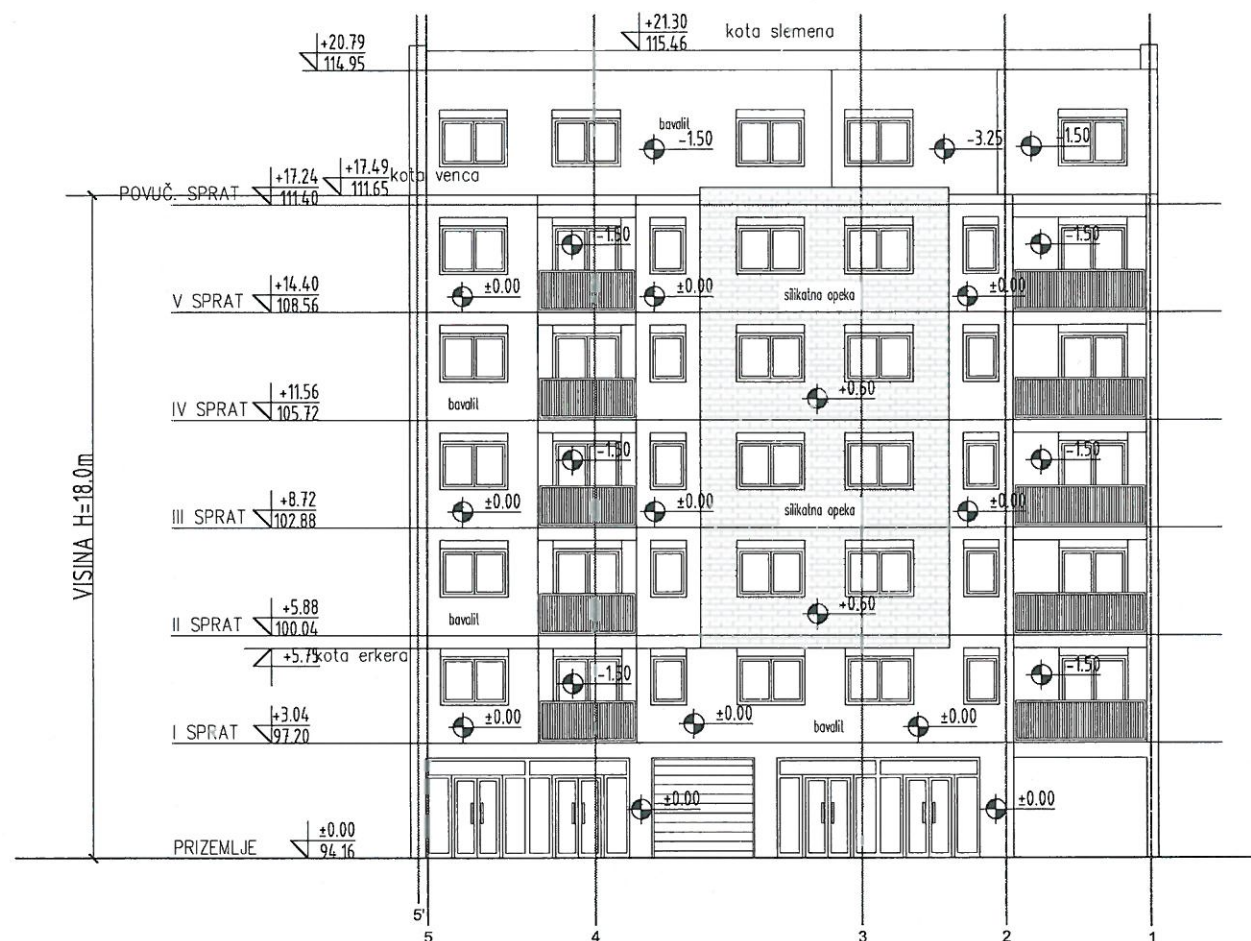 +21.30
115.46
kota slemena
+20.79
114.95
bavalit
-1.50
-3.25
-1.50
+17.49
111.65
kota venca
+17.24
111.40
POVUČ. SPRAT
-1.50
-1.50
+14.40
108.56
V SPRAT
±0.00
±0.00
silikatna opeka
±0.00
+11.56
105.72
IV SPRAT
bavalit
+0.60
-1.50
-1.50
+8.72
102.88
III SPRAT
±0.00
±0.00
silikatna opeka
±0.00
VISINA H=18.0m
+5.88
100.04
II SPRAT
bavalit
+0.60
+5.75
kota erkera
-1.50
-1.50
+3.04
97.20
I SPRAT
±0.00
±0.00
bavalit
±0.00
±0.00
±0.00
±0.00
94.16
PRIZEMLJE
5'
5
4
3
2
1